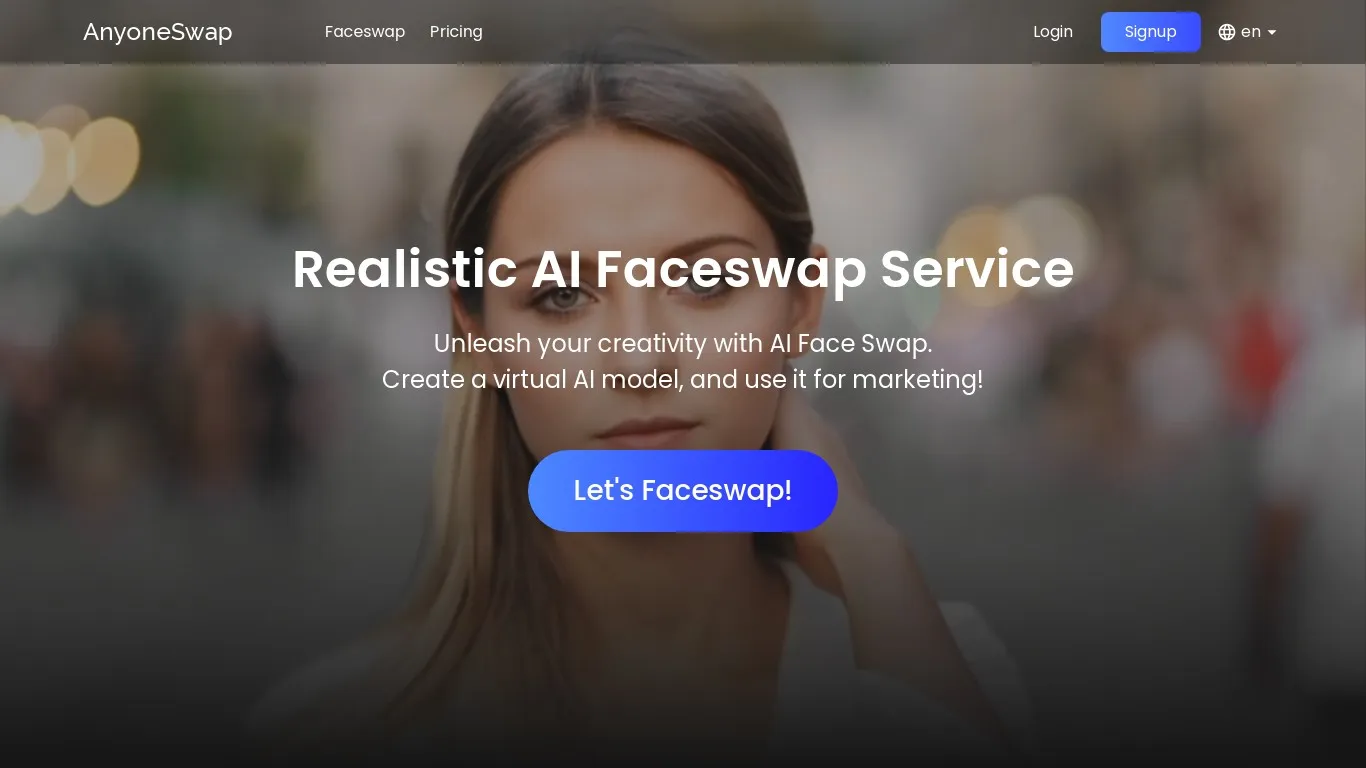 AnyoneSwap
Faceswap
Pricing
Login
Signup
en
Realistic AI Faceswap Service
Unleash your creativity with AI Face Swap.
Create a virtual AI model, and use it for marketing!
Let's Faceswap!